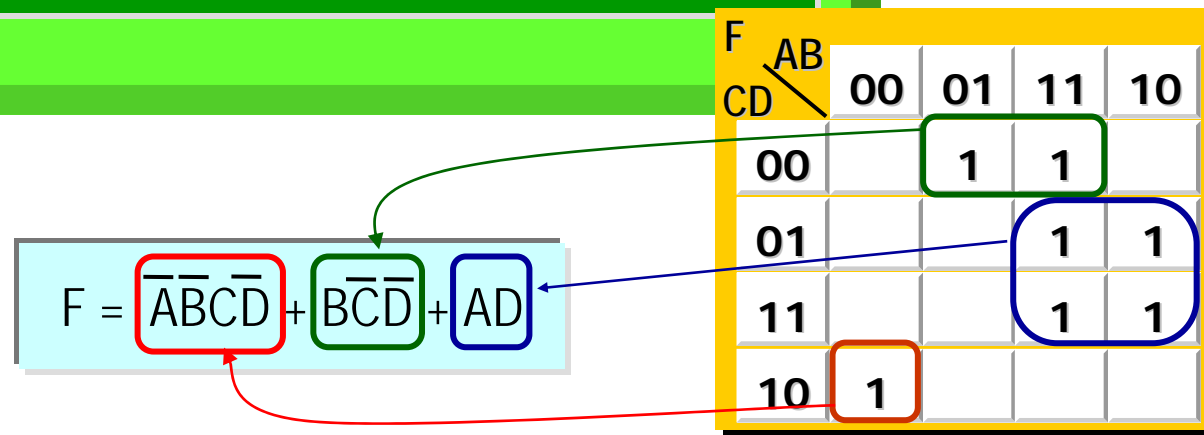 F
AB
CD
00 01 11 10
00 1 1
01 1 1
11 1 1
10 1
F = A̅B̅CD̅ + BC̅D̅ + AD